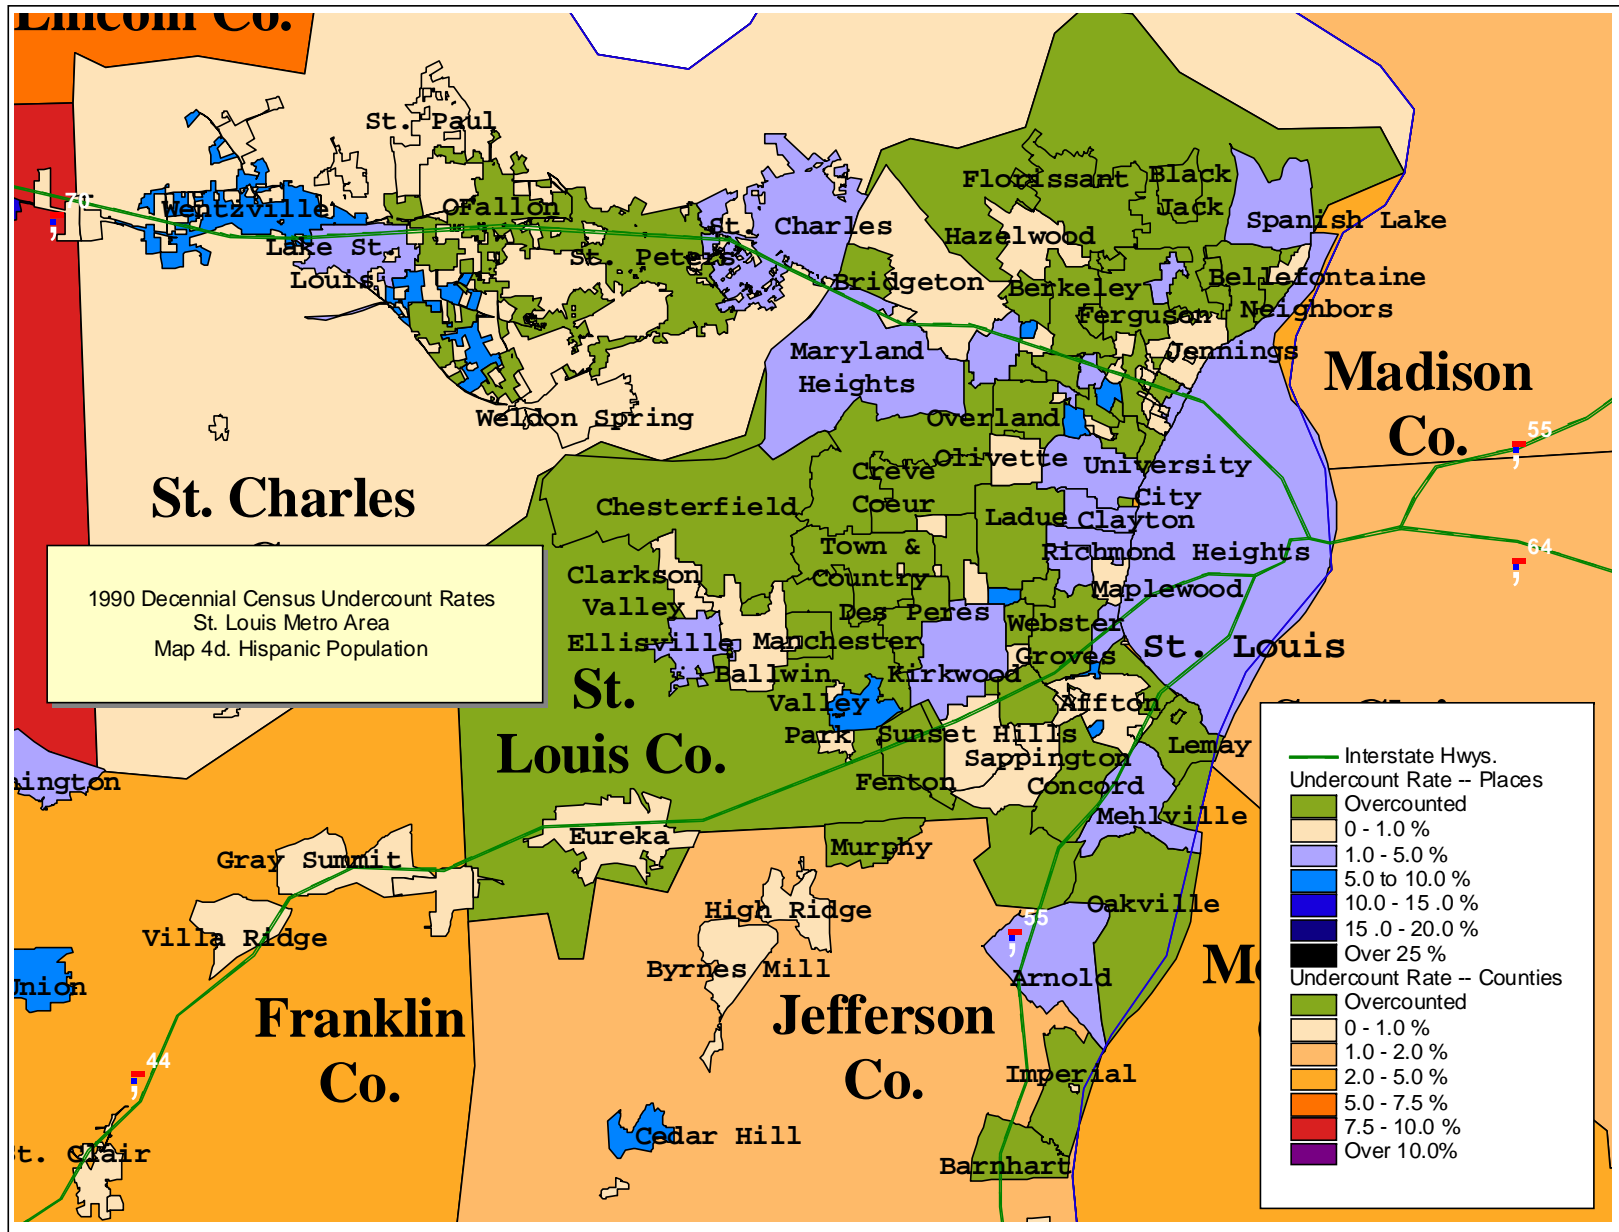 Lincoln Co.
St. Paul
70
Wentzville
OFallon
Lake St.
Louis
St. Peters
St. Charles
Weldon Spring
Florissant
Black
Jack
Spanish Lake
Hazelwood
Bridgeton
Berkeley
Bellefontaine
Neighbors
Ferguson
Jennings
Maryland
Heights
Madison
Co.
Overland
55
St. Charles
Creve
Coeur
Olivette
University
City
Chesterfield
Ladue
Clayton
64
1990 Decennial Census Undercount Rates
St. Louis Metro Area
Map 4d. Hispanic Population
Town &
Country
Richmond Heights
Clarkson
Valley
Maplewood
Des Peres
Webster
Groves
Ellisville
Manchester
St. Louis
Ballwin
Kirkwood
St.
Louis Co.
Valley
Park
Affton
Sunset Hills
Sappington
Lemay
Fenton
Concord
Mehlville
Eureka
Murphy
Gray Summit
Villa Ridge
High Ridge
Byrnes Mill
Oakville
55
Arnold
Union
Franklin
Co.
Jefferson
Co.
44
Imperial
Cedar Hill
St. Clair
Barnhart
Interstate Hwys.
Undercount Rate -- Places
Overcounted
0 - 1.0 %
1.0 - 5.0 %
5.0 to 10.0 %
10.0 - 15 .0 %
15 .0 - 20.0 %
Over 25 %
Undercount Rate -- Counties
Overcounted
0 - 1.0 %
1.0 - 2.0 %
2.0 - 5.0 %
5.0 - 7.5 %
7.5 - 10.0 %
Over 10.0%